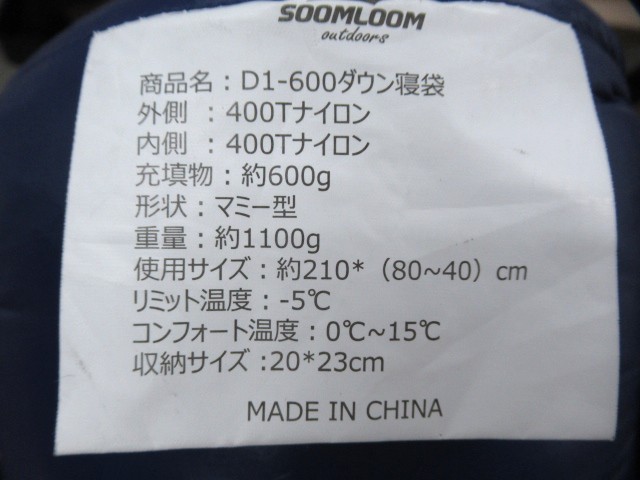 SOOMLOOM
outdoors
商品名：D1-600ダウン寝袋
外側 ：400Tナイロン
内側 ：400Tナイロン
充填物：約600g
形状：マミー型
重量：約1100g
使用サイズ：約210*（80~40）cm
リミット温度：-5℃
コンフォート温度：0℃~15℃
収納サイズ:20*23cm
MADE IN CHINA